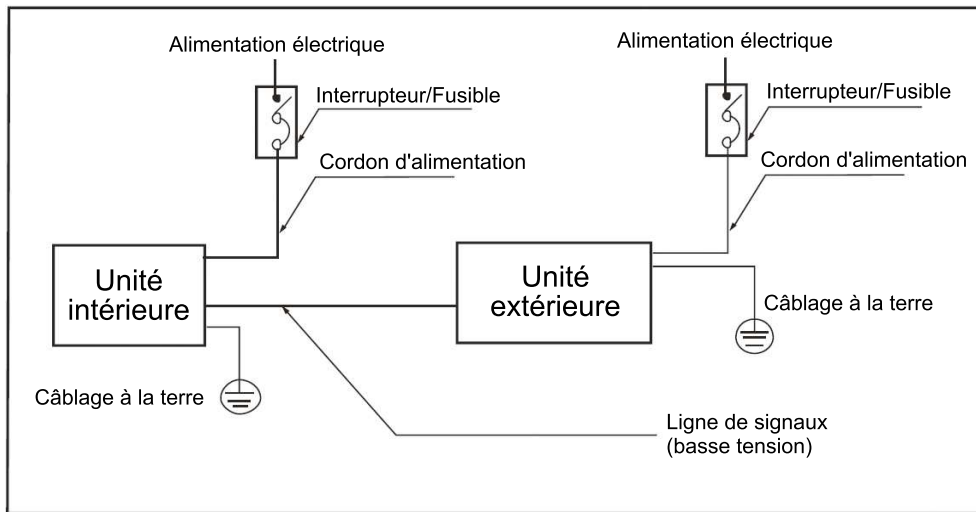 Alimentation électrique
Interrupteur/Fusible
Cordon d'alimentation
Unité
intérieure
Câblage à la terre
Alimentation électrique
Interrupteur/Fusible
Cordon d'alimentation
Unité
extérieure
Câblage à la terre
Ligne de signaux
(basse tension)